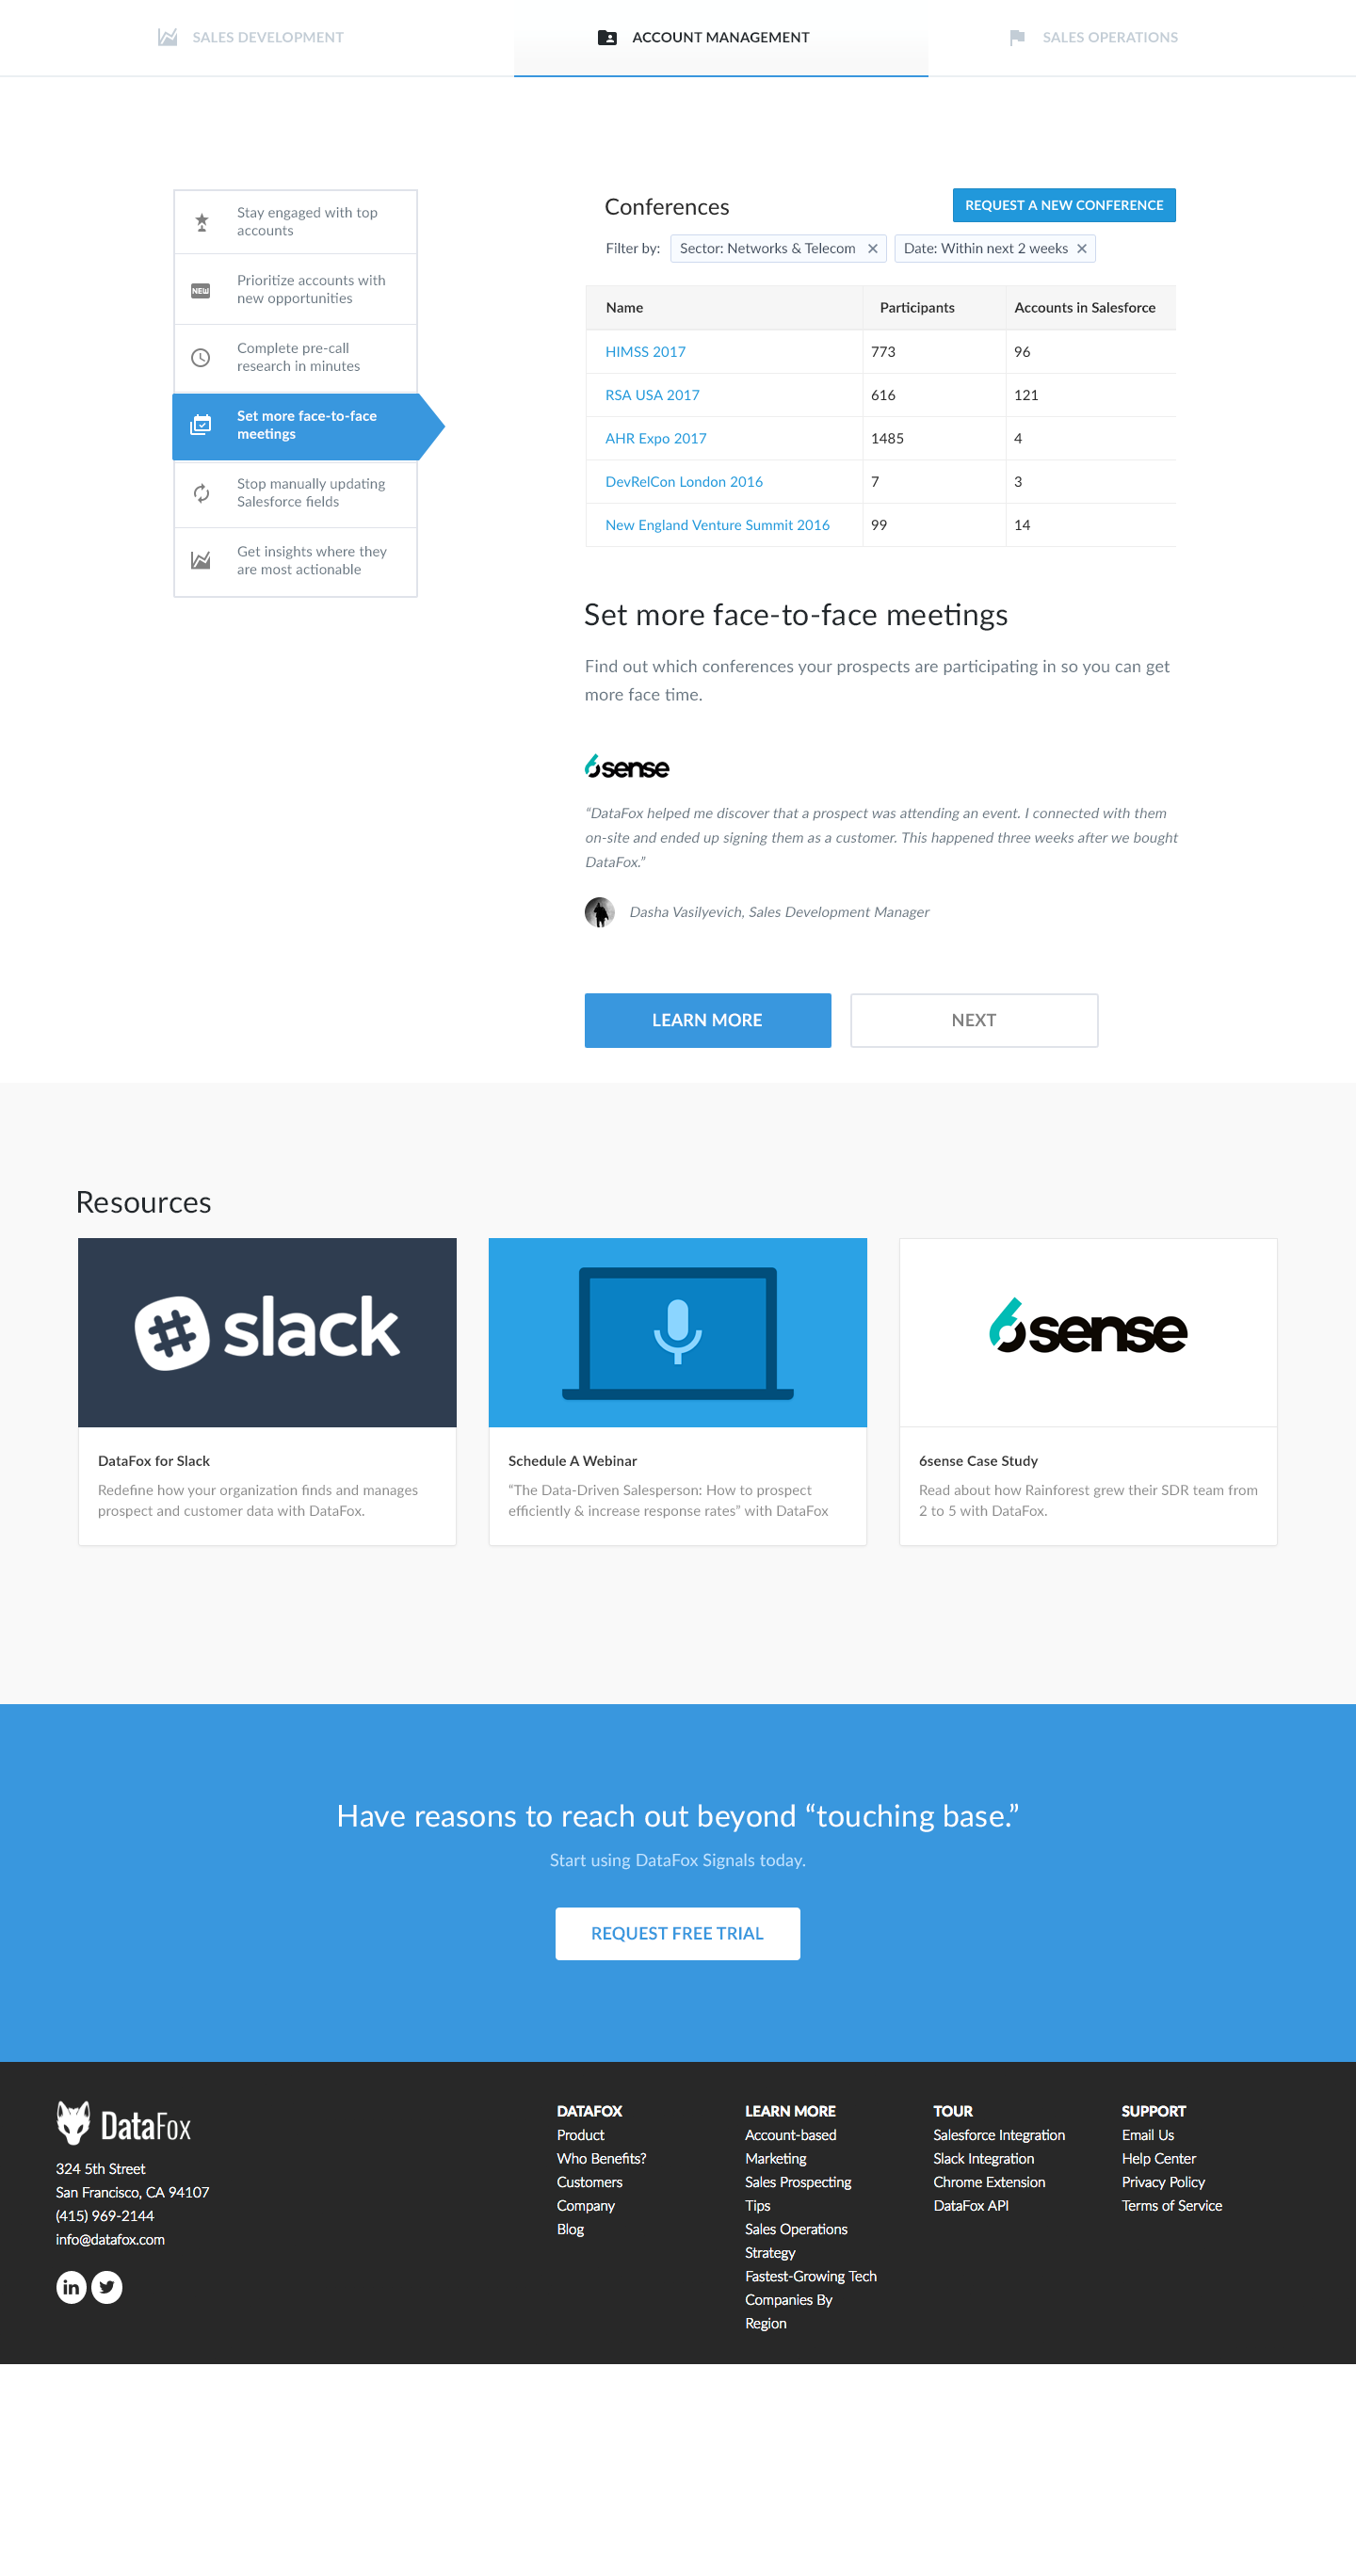 SALES DEVELOPMENT
ACCOUNT MANAGEMENT
SALES OPERATIONS
Stay engaged with top
accounts
NEW
Prioritize accounts with
new opportunities
Complete pre-call
research in minutes
Set more face-to-face
meetings
Stop manually updating
Salesforce fields
Get insights where they
are most actionable
Conferences
REQUEST A NEW CONFERENCE
Filter by: Sector: Networks & Telecom Date: Within next 2 weeks
Name Participants Accounts in Salesforce
HIMSS 2017 773 96
RSA USA 2017 616 121
AHR Expo 2017 1485 4
DevRelCon London 2016 7 3
New England Venture Summit 2016 99 14
Set more face-to-face meetings
Find out which conferences your prospects are participating in so you can get
more face time.
6sense
“DataFox helped me discover that a prospect was attending an event. I connected with them
on-site and ended up signing them as a customer. This happened three weeks after we bought
DataFox.”
Dasha Vasilyevich, Sales Development Manager
LEARN MORE
NEXT
Resources
slack
DataFox for Slack
Redefine how your organization finds and manages
prospect and customer data with DataFox.
Schedule A Webinar
“The Data-Driven Salesperson: How to prospect
efficiently & increase response rates” with DataFox
6sense
6sense Case Study
Read about how Rainforest grew their SDR team from
2 to 5 with DataFox.
Have reasons to reach out beyond “touching base.”
Start using DataFox Signals today.
REQUEST FREE TRIAL
DataFox
324 5th Street
San Francisco, CA 94107
(415) 969-2144
info@datafox.com
in
DATAFOX
Product
Who Benefits?
Customers
Company
Blog
LEARN MORE
Account-based
Marketing
Sales Prospecting
Tips
Sales Operations
Strategy
Fastest-Growing Tech
Companies By
Region
TOUR
Salesforce Integration
Slack Integration
Chrome Extension
DataFox API
SUPPORT
Email Us
Help Center
Privacy Policy
Terms of Service